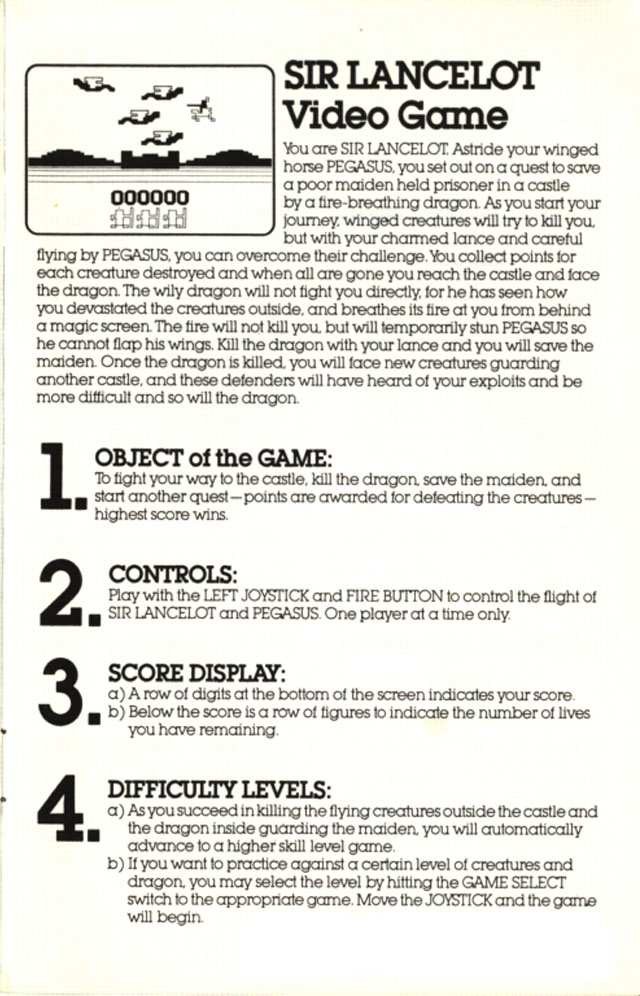 SIR LANCELOT
Video Game
You are SIR LANCELOT. Astride your winged
horse PEGASUS, you set out on a quest to save
a poor maiden held prisoner in a castle
by a fire-breathing dragon. As you start your
journey, winged creatures will try to kill you,
but with your charmed lance and careful
flying by PEGASUS, you can overcome their challenge. You collect points for
each creature destroyed and when all are gone you reach the castle and face
the dragon. The wily dragon will not fight you directly, for he has seen how
you devastated the creatures outside, and breathes its fire at you from behind
a magic screen. The fire will not kill you, but will temporarily stun PEGASUS so
he cannot flap his wings. Kill the dragon with your lance and you will save the
maiden. Once the dragon is killed, you will face new creatures guarding
another castle, and these defenders will have heard of your exploits and be
more difficult and so will the dragon.
000000
1. OBJECT of the GAME:
To fight your way to the castle, kill the dragon, save the maiden, and
start another quest—points are awarded for defeating the creatures—
highest score wins.
2. CONTROLS:
Play with the LEFT JOYSTICK and FIRE BUTTON to control the flight of
SIR LANCELOT and PEGASUS. One player at a time only.
3. SCORE DISPLAY:
a) A row of digits at the bottom of the screen indicates your score.
b) Below the score is a row of figures to indicate the number of lives
you have remaining.
4. DIFFICULTY LEVELS:
a) As you succeed in killing the flying creatures outside the castle and
the dragon inside guarding the maiden, you will automatically
advance to a higher skill level game.
b) If you want to practice against a certain level of creatures and
dragon, you may select the level by hitting the GAME SELECT
switch to the appropriate game. Move the JOYSTICK and the game
will begin.